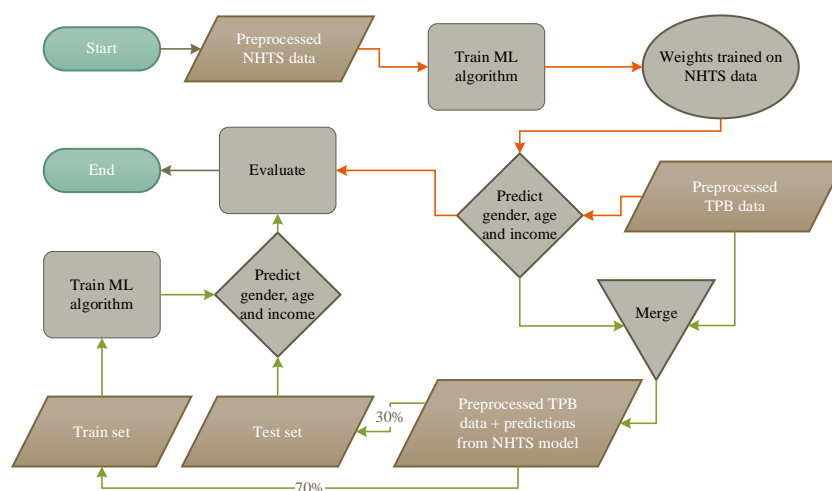 Start
Preprocessed
NHTS data
Train ML
algorithm
Weights trained on
NHTS data
End
Evaluate
Predict
gender, age
and income
Preprocessed
TPB data
Train ML
algorithm
Predict
gender, age
and income
Merge
Train set
Test set
30%
Preprocessed TPB
data + predictions
from NHTS model
70%